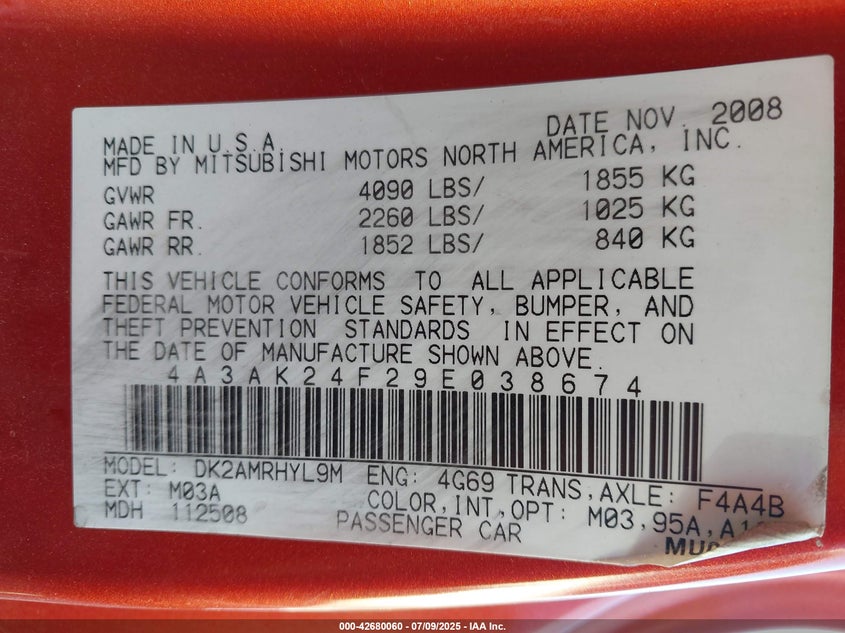 DATE NOV. 2008
MADE IN U.S.A.
MFD BY MITSUBISHI MOTORS NORTH AMERICA, INC.
GVWR 4090 LBS/ 1855 KG
GAWR FR. 2260 LBS/ 1025 KG
GAWR RR. 1852 LBS/ 840 KG
THIS VEHICLE CONFORMS TO ALL APPLICABLE
FEDERAL MOTOR VEHICLE SAFETY, BUMPER, AND
THEFT PREVENTION STANDARDS IN EFFECT ON
THE DATE OF MANUFACTURE SHOWN ABOVE.
4A3AK24F29E038674
MODEL: DK2AMRHYL9M ENG: 4G69 TRANS,AXLE: F4A4B
EXT: M03A COLOR,INT,OPT: M03,95A,
MDH 112508 PASSENGER CAR
000-42680060 - 07/09/2025 - IAA Inc.